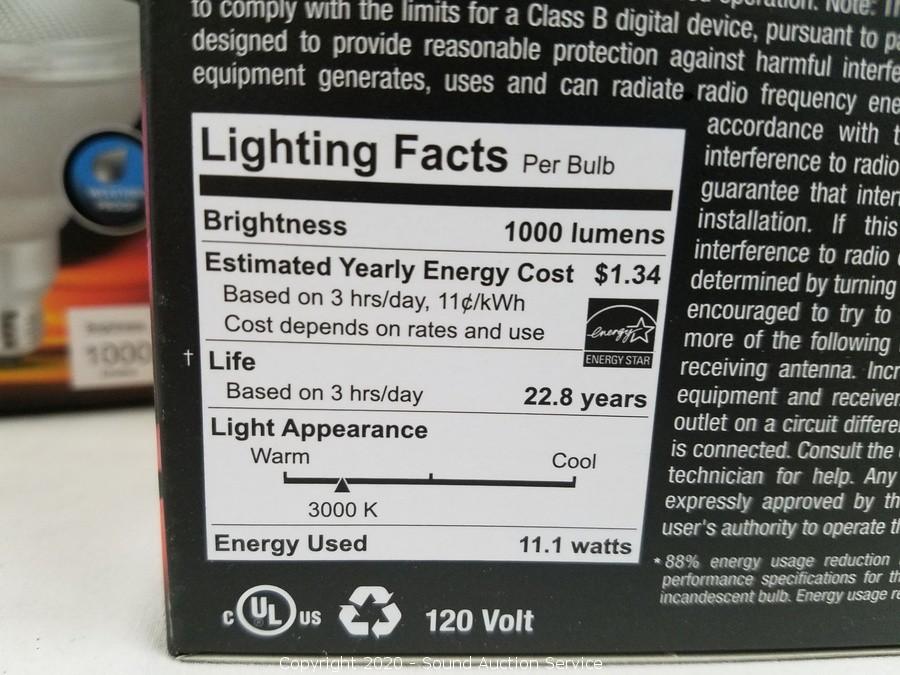 operation. Note:
to comply with the limits for a Class B digital device, pursuant to
designed to provide reasonable protection against harmful
equipment generates, uses and can radiate radio frequency
accordance with
interference to radio
guarantee that
installation. If this
interference to radio
determined by turning
encouraged to try to
more of the following
receiving antenna.
equipment and receiver
outlet on a circuit
is connected. Consult the
technician for help. Any
expressly approved by
user's authority to operate
*88% energy usage reduction
performance specifications for
incandescent bulb. Energy usage
Lighting Facts Per Bulb
Brightness 1000 lumens
Estimated Yearly Energy Cost $1.34
Based on 3 hrs/day, 11¢/kWh
Cost depends on rates and use
energy
ENERGY STAR
† Life
Based on 3 hrs/day 22.8 years
Light Appearance
Warm Cool
3000 K
Energy Used 11.1 watts
c UL US 120 Volt
1000
Copyright 2020 - Sound Auction Service